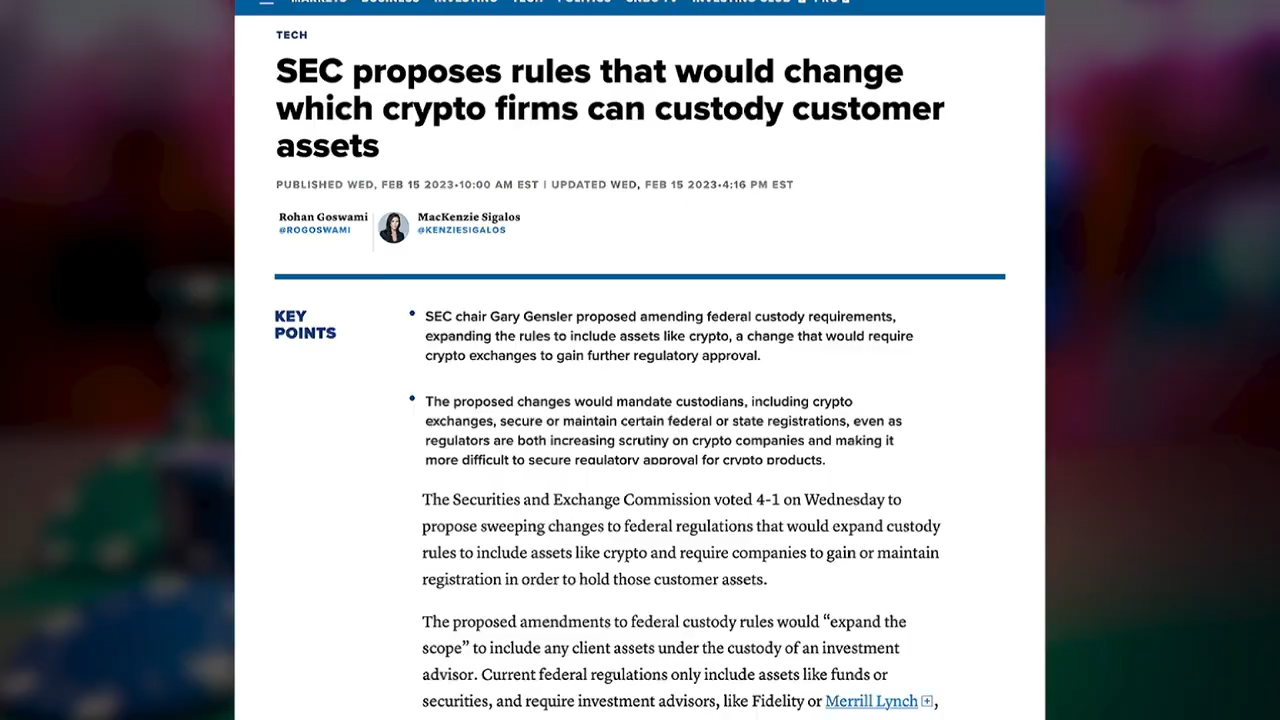 MARKETS BUSINESS INVESTING TECH POLITICS CNBC TV INVESTING CLUB PRO
TECH
SEC proposes rules that would change
which crypto firms can custody customer
assets
PUBLISHED WED, FEB 15 2023•10:00 AM EST | UPDATED WED, FEB 15 2023•4:16 PM EST
Rohan Goswami MacKenzie Sigalos
@ROGOSWAMI @KENZIESIGALOS
KEY
POINTS
• SEC chair Gary Gensler proposed amending federal custody requirements,
expanding the rules to include assets like crypto, a change that would require
crypto exchanges to gain further regulatory approval.
• The proposed changes would mandate custodians, including crypto
exchanges, secure or maintain certain federal or state registrations, even as
regulators are both increasing scrutiny on crypto companies and making it
more difficult to secure regulatory approval for crypto products.
The Securities and Exchange Commission voted 4-1 on Wednesday to
propose sweeping changes to federal regulations that would expand custody
rules to include assets like crypto and require companies to gain or maintain
registration in order to hold those customer assets.
The proposed amendments to federal custody rules would “expand the
scope” to include any client assets under the custody of an investment
advisor. Current federal regulations only include assets like funds or
securities, and require investment advisors, like Fidelity or Merrill Lynch,